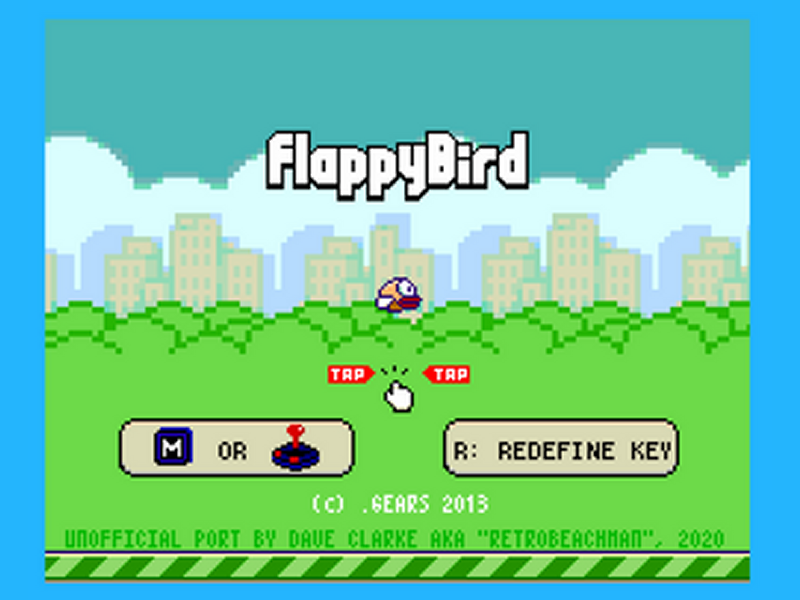 FlappyBird
TAP TAP
M OR
R: REDEFINE KEY
(c) .GEARS 2013
UNOFFICIAL PORT BY DAVE CLARKE AKA "RETROBEACHMAN", 2020